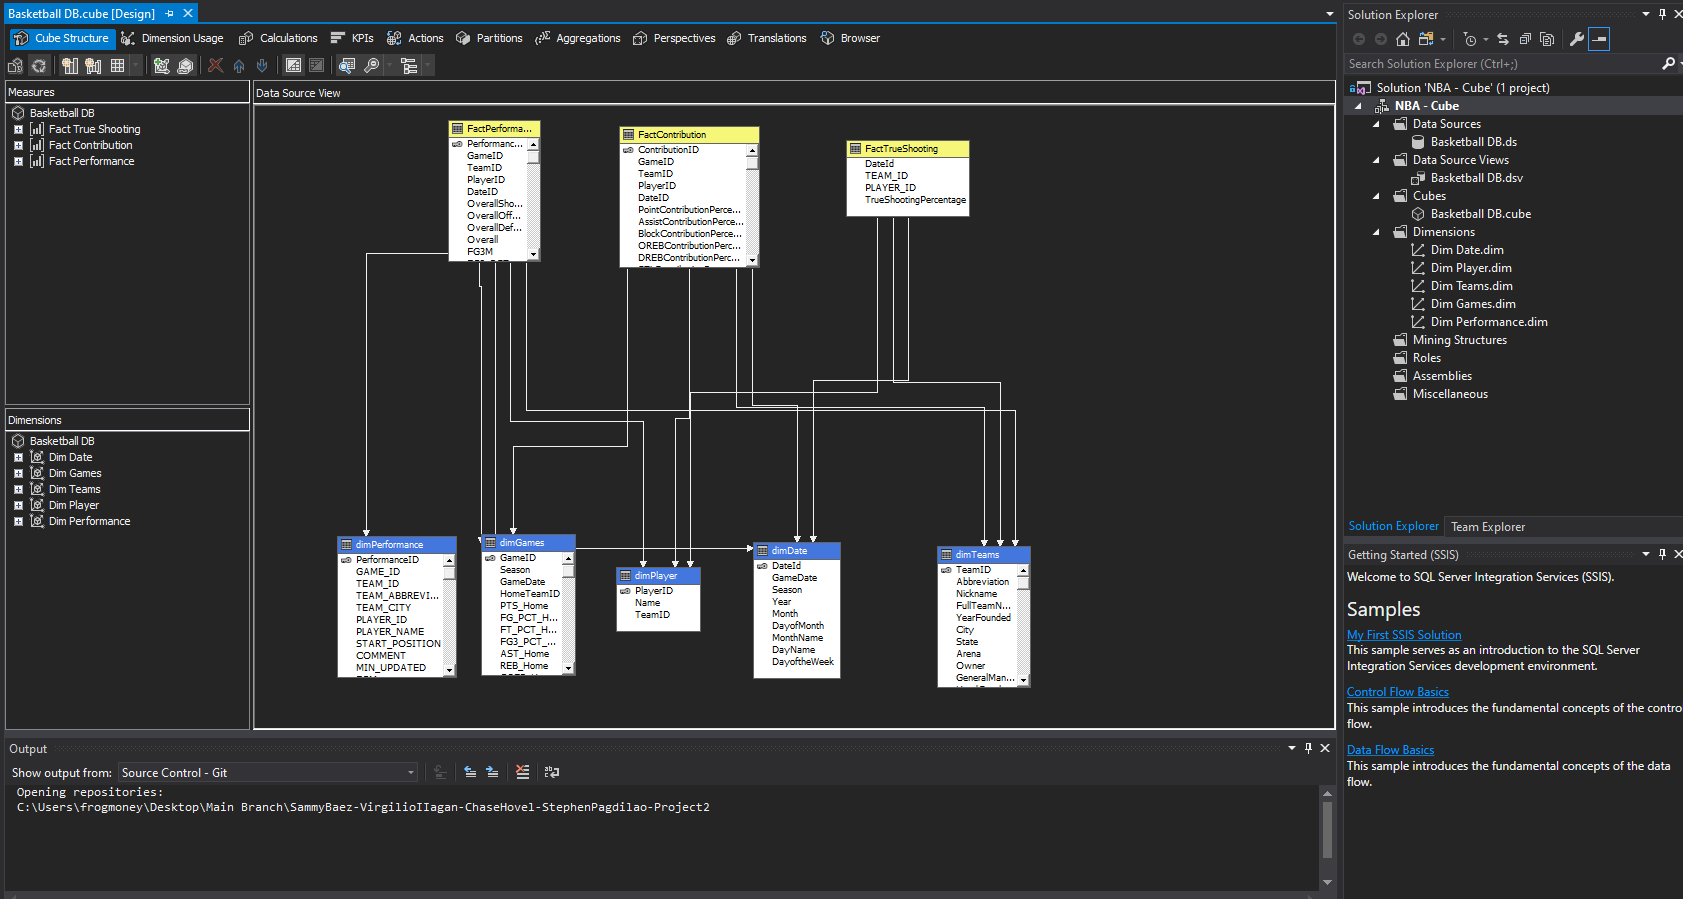 Basketball DB.cube [Design]
Cube Structure
Dimension Usage
Calculations
KPIs
Actions
Partitions
Aggregations
Perspectives
Translations
Browser
Measures
Basketball DB
Fact True Shooting
Fact Contribution
Fact Performance
Dimensions
Basketball DB
Dim Date
Dim Games
Dim Teams
Dim Player
Dim Performance
Data Source View
FactPerforma...
Performanc...
GameID
TeamID
PlayerID
DateID
OverallSho...
OverallOff...
OverallDef...
Overall
FG3M
FactContribution
ContributionID
GameID
TeamID
PlayerID
DateID
PointContributionPerce...
AssistContributionPerce...
BlockContributionPerce...
OREBContributionPerc...
DREBContributionPerc...
FactTrueShooting
DateId
TEAM_ID
PLAYER_ID
TrueShootingPercentage
dimPerformance
PerformanceID
GAME_ID
TEAM_ID
TEAM_ABBREVI...
TEAM_CITY
PLAYER_ID
PLAYER_NAME
START_POSITION
COMMENT
MIN_UPDATED
dimGames
GameID
Season
GameDate
HomeTeamID
PTS_Home
FG_PCT_H...
FT_PCT_H...
FG3_PCT_...
AST_Home
REB_Home
dimPlayer
PlayerID
Name
TeamID
dimDate
DateId
GameDate
Season
Year
Month
DayofMonth
MonthName
DayName
DayoftheWeek
dimTeams
TeamID
Abbreviation
Nickname
FullTeamN...
YearFounded
City
State
Arena
Owner
GeneralMan...
Output
Show output from: Source Control - Git
Opening repositories:
C:\Users\frogmoney\Desktop\Main Branch\SammyBaez-VirgilioIIagan-ChaseHovel-StephenPagdilao-Project2
Solution Explorer
Search Solution Explorer (Ctrl+;)
Solution 'NBA - Cube' (1 project)
NBA - Cube
Data Sources
Basketball DB.ds
Data Source Views
Basketball DB.dsv
Cubes
Basketball DB.cube
Dimensions
Dim Date.dim
Dim Player.dim
Dim Teams.dim
Dim Games.dim
Dim Performance.dim
Mining Structures
Roles
Assemblies
Miscellaneous
Solution Explorer
Team Explorer
Getting Started (SSIS)
Welcome to SQL Server Integration Services (SSIS).
Samples
My First SSIS Solution
This sample serves as an introduction to the SQL Server
Integration Services development environment.
Control Flow Basics
This sample introduces the fundamental concepts of the contro
flow.
Data Flow Basics
This sample introduces the fundamental concepts of the data
flow.